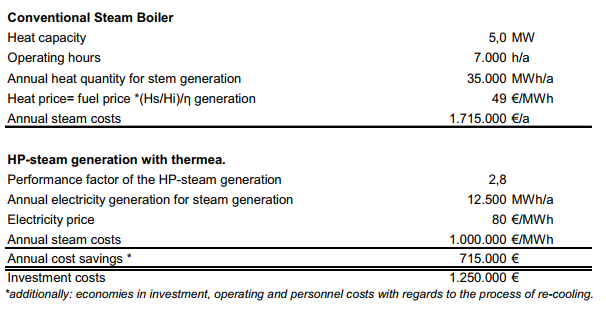 Conventional Steam Boiler
Heat capacity 5,0 MW
Operating hours 7.000 h/a
Annual heat quantity for stem generation 35.000 MWh/a
Heat price= fuel price *(Hs/Hi)/η generation 49 €/MWh
Annual steam costs 1.715.000 €/a
HP-steam generation with thermea.
Performance factor of the HP-steam generation 2,8
Annual electricity generation for steam generation 12.500 MWh/a
Electricity price 80 €/MWh
Annual steam costs 1.000.000 €/MWh
Annual cost savings * 715.000 €
Investment costs 1.250.000 €
*additionally: economies in investment, operating and personnel costs with regards to the process of re-cooling.